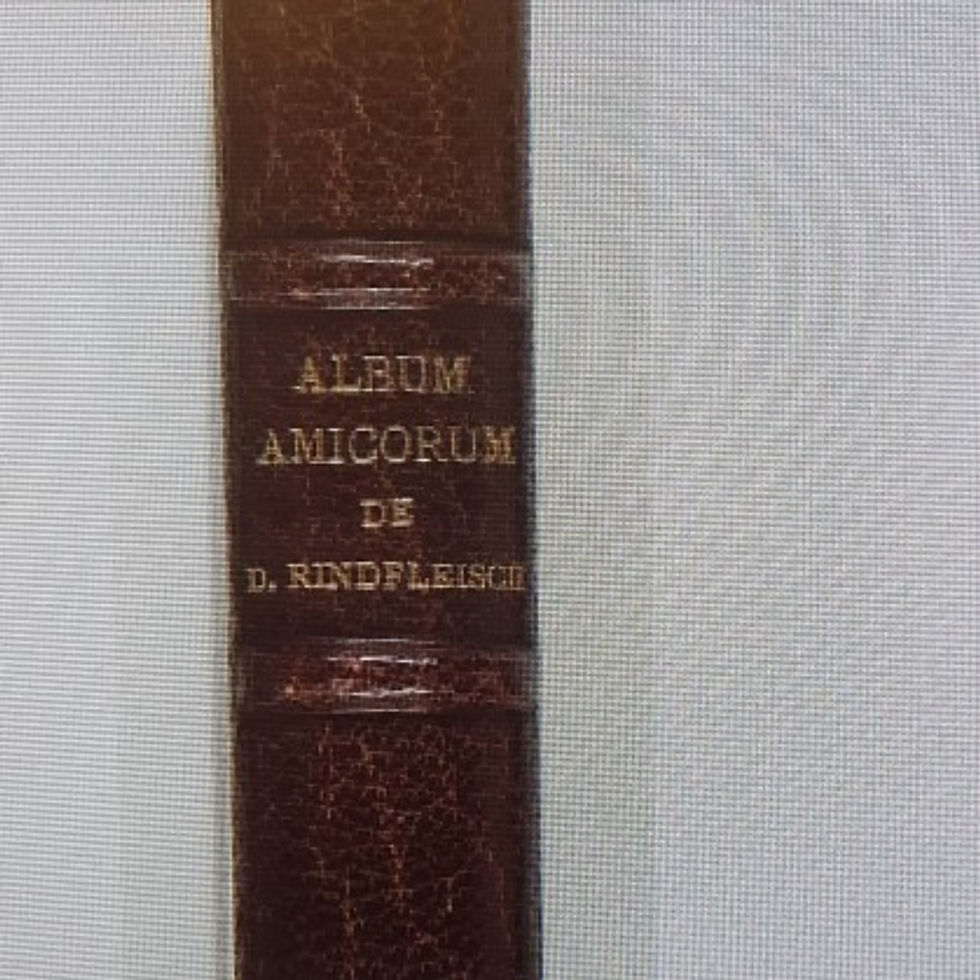 ALBUM
AMICORUM
DE
D. RINDFLEISCH